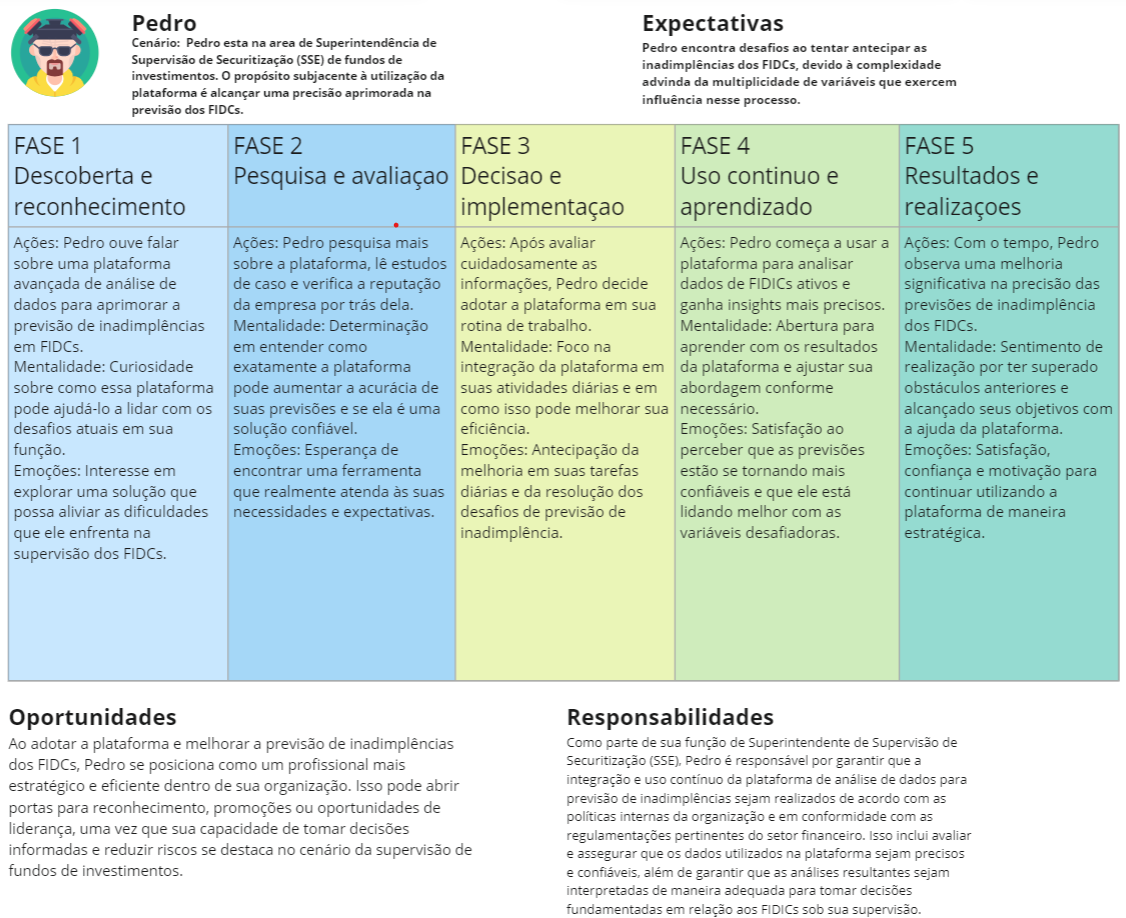 Pedro
Cenário: Pedro esta na area de Superintendência de
Supervisão de Securitização (SSE) de fundos de
investimentos. O propósito subjacente à utilização da
plataforma é alcançar uma precisão aprimorada na
previsão dos FIDCs.
Expectativas
Pedro encontra desafios ao tentar antecipar as
inadimplências dos FIDCs, devido à complexidade
advinda da multiplicidade de variáveis que exercem
influência nesse processo.
FASE 1
Descoberta e
reconhecimento
Ações: Pedro ouve falar
sobre uma plataforma
avançada de análise de
dados para aprimorar a
previsão de inadimplências
em FIDCs.
Mentalidade: Curiosidade
sobre como essa plataforma
pode ajudá-lo a lidar com os
desafios atuais em sua
função.
Emoções: Interesse em
explorar uma solução que
possa aliviar as dificuldades
que ele enfrenta na
supervisão dos FIDCs.
FASE 2
Pesquisa e avaliaçao
Ações: Pedro pesquisa mais
sobre a plataforma, lê estudos
de caso e verifica a reputação
da empresa por trás dela.
Mentalidade: Determinação
em entender como
exatamente a plataforma
pode aumentar a acurácia de
suas previsões e se ela é uma
solução confiável.
Emoções: Esperança de
encontrar uma ferramenta
que realmente atenda às suas
necessidades e expectativas.
FASE 3
Decisao e
implementaçao
Ações: Após avaliar
cuidadosamente as
informações, Pedro decide
adotar a plataforma em sua
rotina de trabalho.
Mentalidade: Foco na
integração da plataforma em
suas atividades diárias e em
como isso pode melhorar sua
eficiência.
Emoções: Antecipação da
melhoria em suas tarefas
diárias e da resolução dos
desafios de previsão de
inadimplência.
FASE 4
Uso continuo e
aprendizado
Ações: Pedro começa a usar a
plataforma para analisar
dados de FIDICs ativos e
ganha insights mais precisos.
Mentalidade: Abertura para
aprender com os resultados
da plataforma e ajustar sua
abordagem conforme
necessário.
Emoções: Satisfação ao
perceber que as previsões
estão se tornando mais
confiáveis e que ele está
lidando melhor com as
variáveis desafiadoras.
FASE 5
Resultados e
realizaçoes
Ações: Com o tempo, Pedro
observa uma melhoria
significativa na precisão das
previsões de inadimplência
dos FIDCs.
Mentalidade: Sentimento de
realização por ter superado
obstáculos anteriores e
alcançado seus objetivos com
a ajuda da plataforma.
Emoções: Satisfação,
confiança e motivação para
continuar utilizando a
plataforma de maneira
estratégica.
Oportunidades
Ao adotar a plataforma e melhorar a previsão de inadimplências
dos FIDCs, Pedro se posiciona como um profissional mais
estratégico e eficiente dentro de sua organização. Isso pode abrir
portas para reconhecimento, promoções ou oportunidades de
liderança, uma vez que sua capacidade de tomar decisões
informadas e reduzir riscos se destaca no cenário da supervisão de
fundos de investimentos.
Responsabilidades
Como parte de sua função de Superintendente de Supervisão de
Securitização (SSE), Pedro é responsável por garantir que a
integração e uso contínuo da plataforma de análise de dados para
previsão de inadimplências sejam realizados de acordo com as
políticas internas da organização e em conformidade com as
regulamentações pertinentes do setor financeiro. Isso inclui avaliar
e assegurar que os dados utilizados na plataforma sejam precisos
e confiáveis, além de garantir que as análises resultantes sejam
interpretadas de maneira adequada para tomar decisões
fundamentadas em relação aos FIDICs sob sua supervisão.